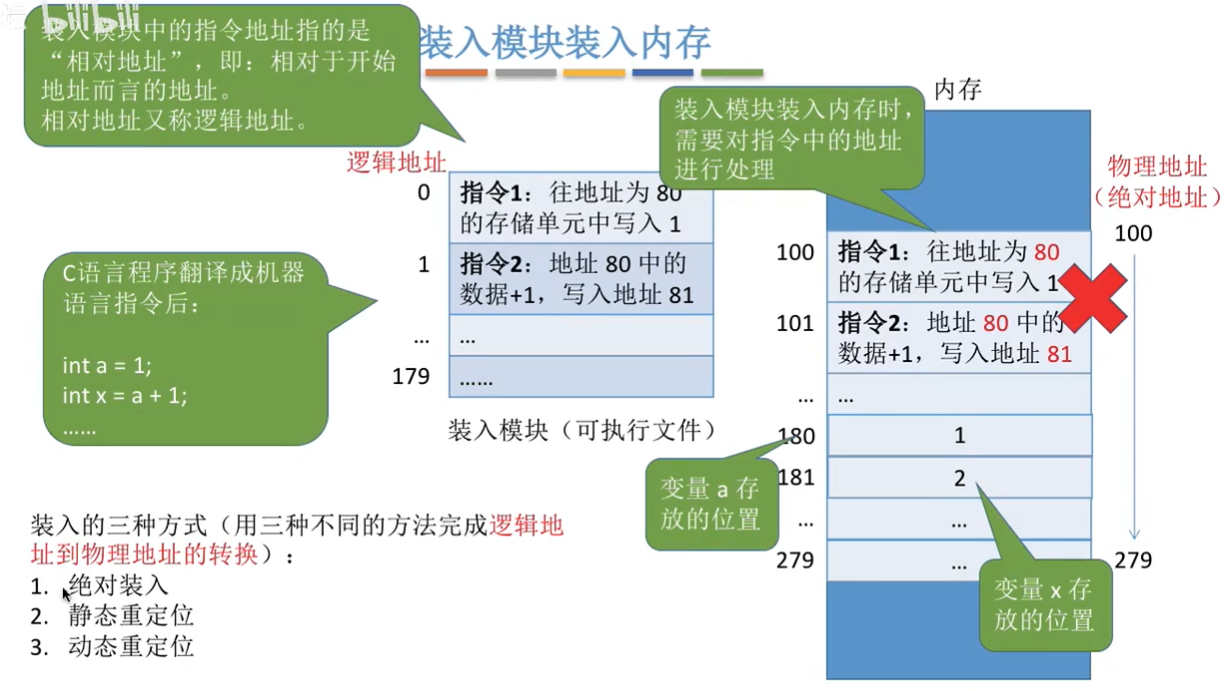 bilibili
装入模块装入内存
装入模块中的指令地址指的是
“相对地址”，即：相对于开始
地址而言的地址。
相对地址又称逻辑地址。
装入模块装入内存时，
需要对指令中的地址
进行处理
内存
逻辑地址
物理地址
（绝对地址）
0
指令1：往地址为 80
的存储单元中写入 1
1
指令2：地址 80 中的
数据+1，写入地址 81
...
...
179
……
装入模块（可执行文件）
C语言程序翻译成机器
语言指令后：
int a = 1;
int x = a + 1;
……
100
指令1：往地址为 80
的存储单元中写入 1
100
101
指令2：地址 80 中的
数据+1，写入地址 81
...
...
180
1
181
2
...
...
279
...
279
变量 a 存
放的位置
变量 x 存
放的位置
装入的三种方式（用三种不同的方法完成逻辑地
址到物理地址的转换）：
1. 绝对装入
2. 静态重定位
3. 动态重定位